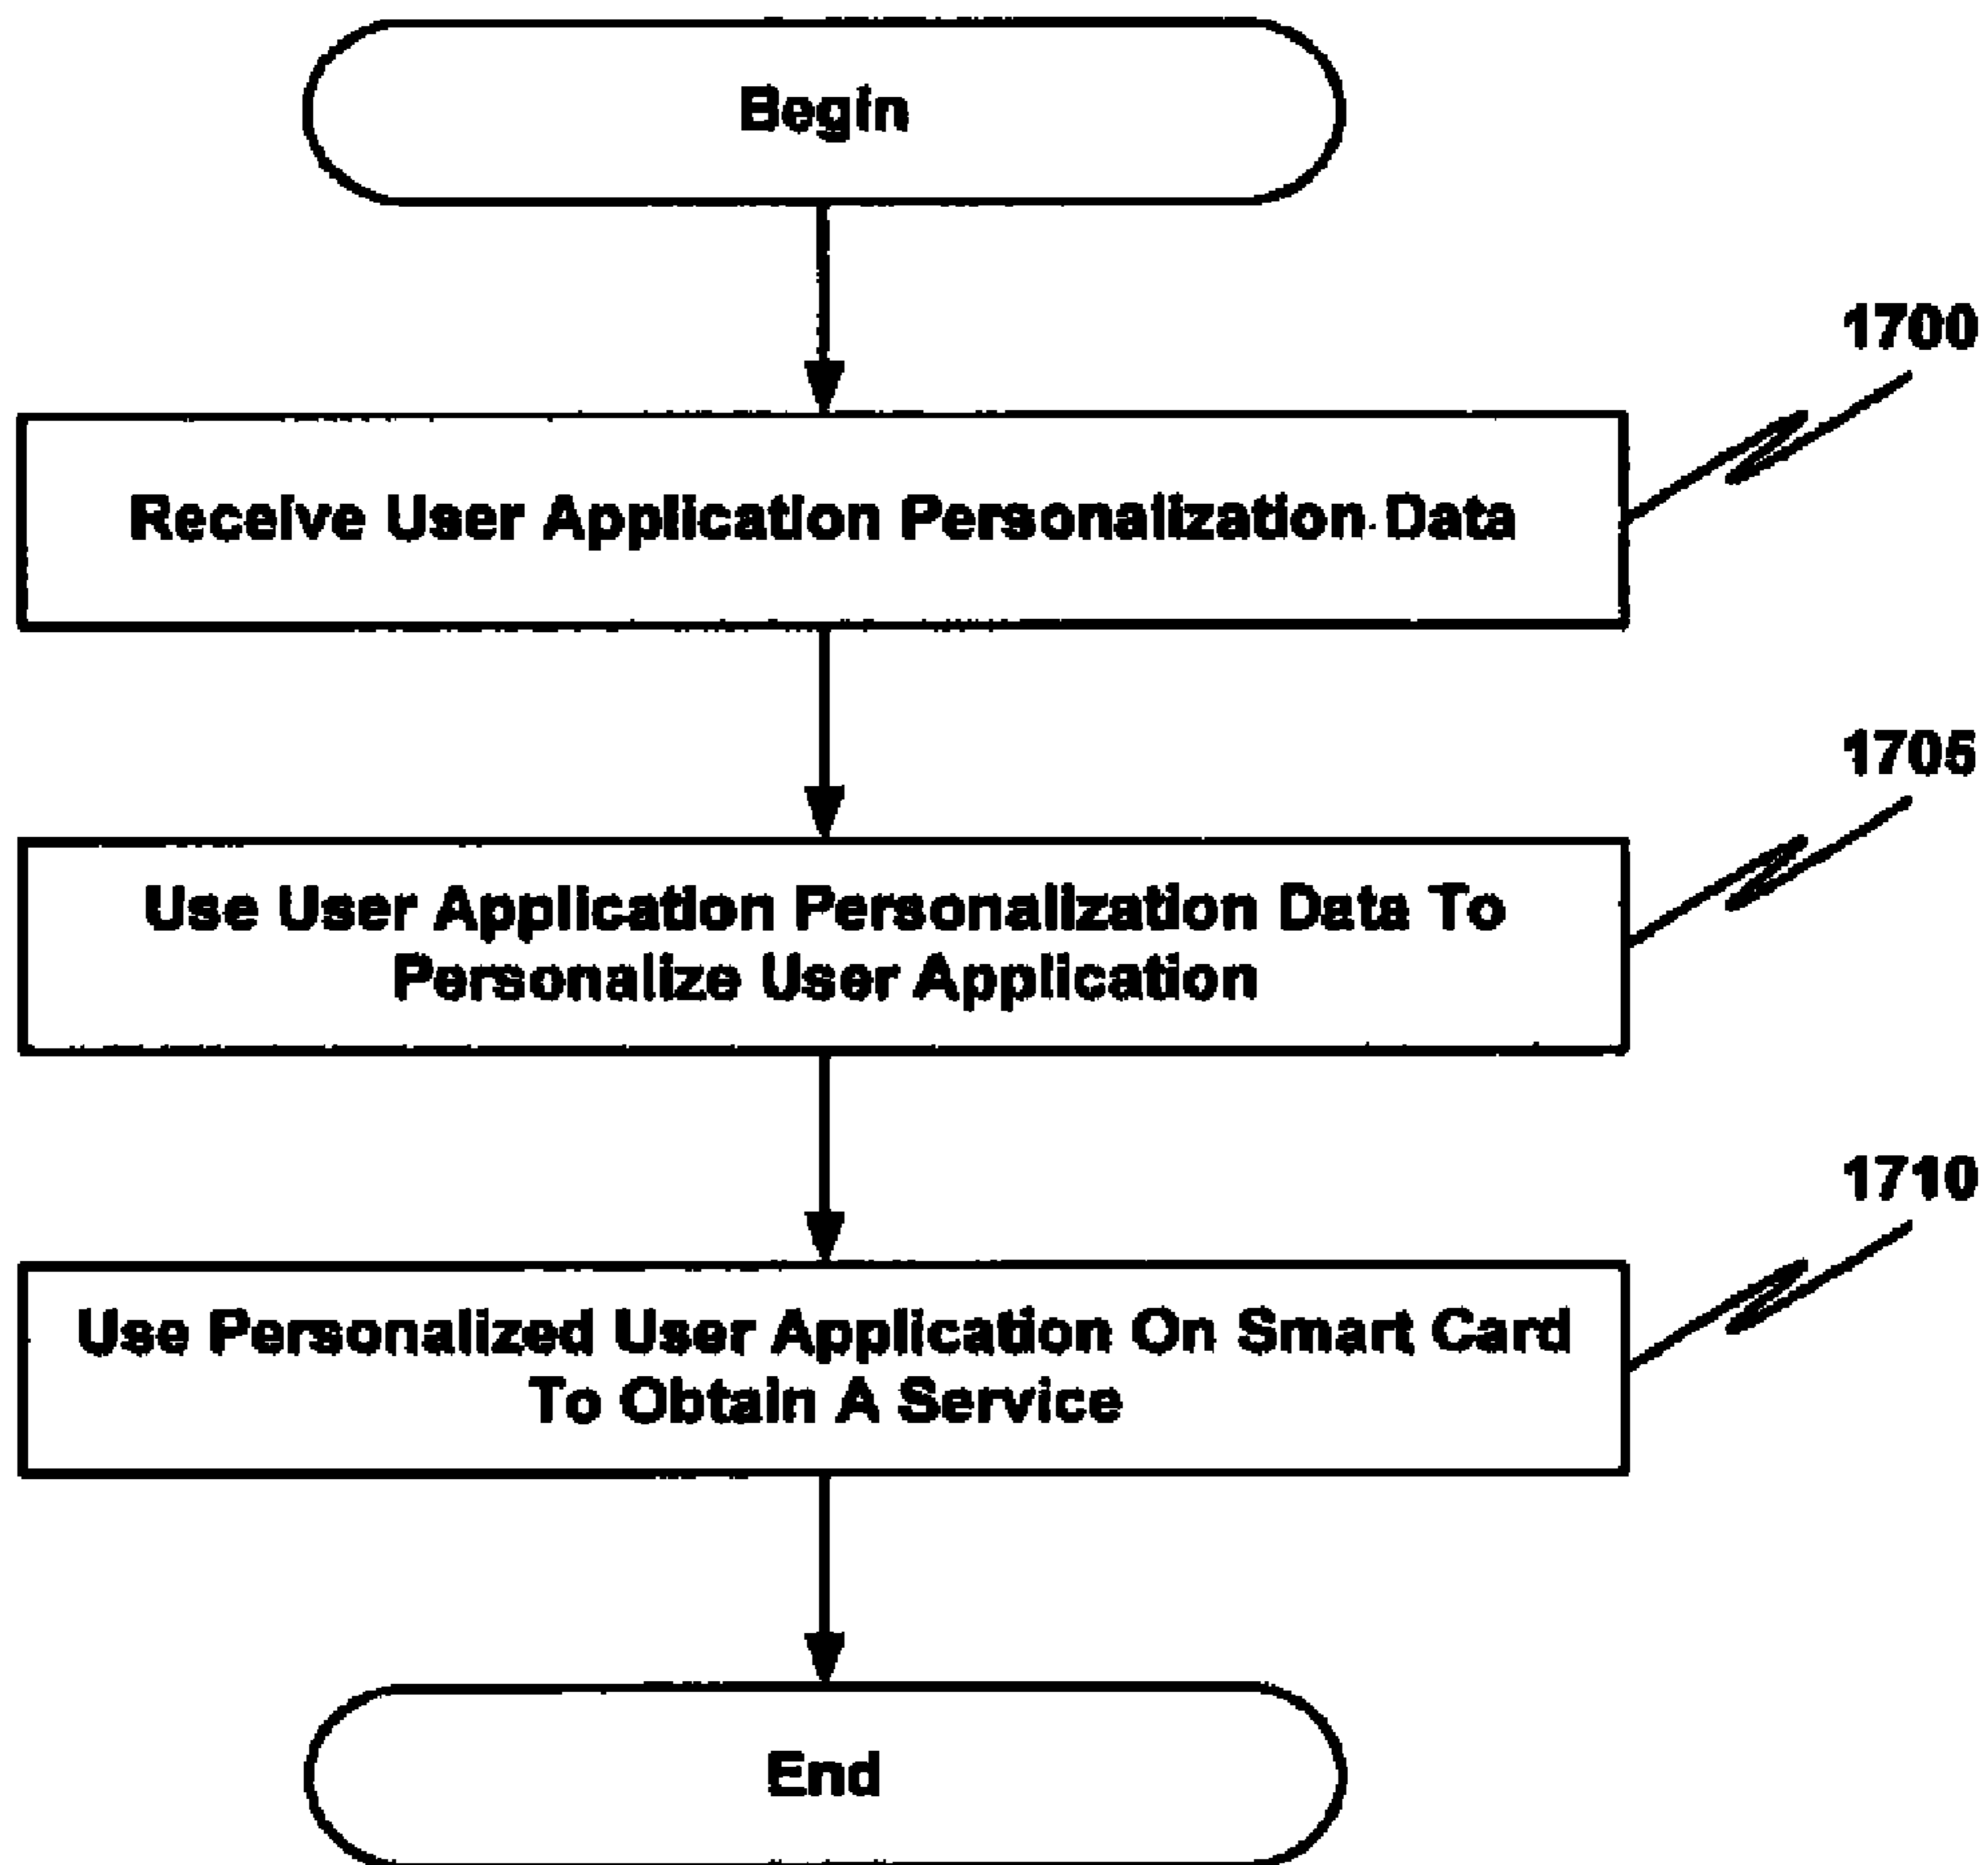 Begin
1700
Receive User Application Personalization Data
1705
Use User Application Personalization Data To
Personalize User Application
1710
Use Personalized User Application On Smart Card
To Obtain A Service
End